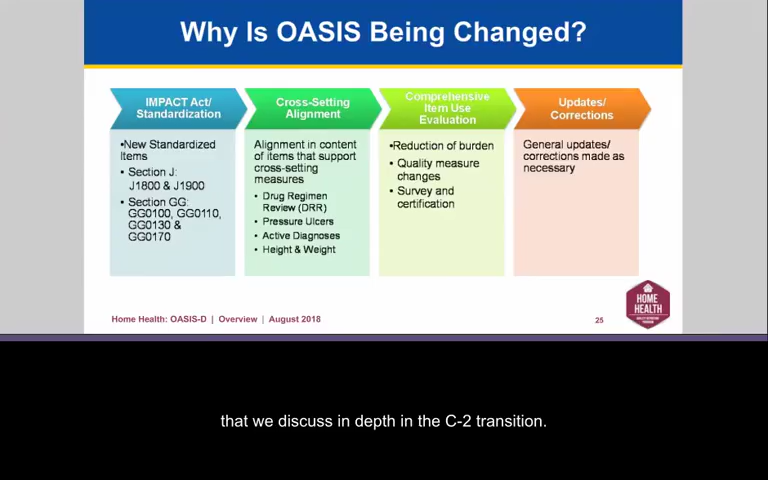 Why Is OASIS Being Changed?
IMPACT Act/
Standardization
•New Standardized
Items
• Section J:
J1800 & J1900
• Section GG:
GG0100, GG0110,
GG0130 &
GG0170
Cross-Setting
Alignment
Alignment in content
of items that support
cross-setting
measures
• Drug Regimen
Review (DRR)
• Pressure Ulcers
• Active Diagnoses
• Height & Weight
Comprehensive
Item Use
Evaluation
•Reduction of burden
• Quality measure
changes
• Survey and
certification
Updates/
Corrections
General updates/
corrections made as
necessary
Home Health: OASIS-D | Overview | August 2018
25
HOME
HEALTH
that we discuss in depth in the C-2 transition.